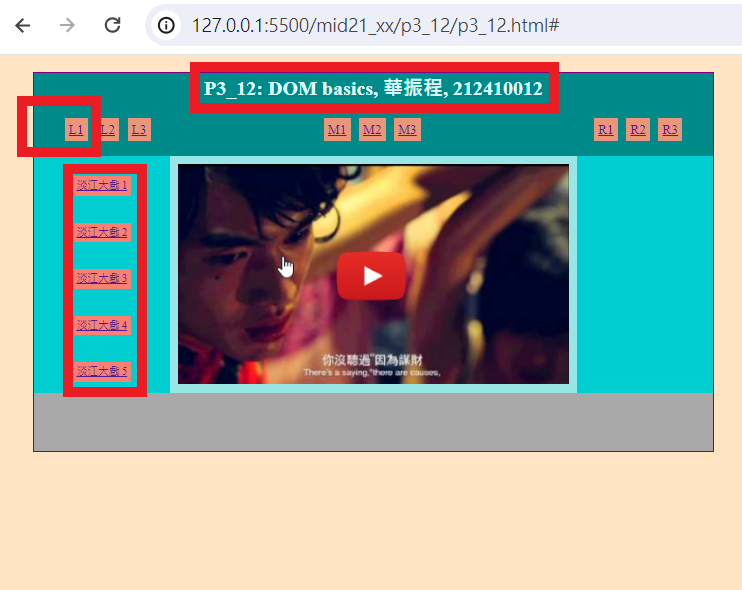 127.0.0.1:5500/mid21_xx/p3_12/p3_12.html#
P3_12: DOM basics, 華振程, 212410012
L1 L2 L3 M1 M2 M3 R1 R2 R3
淡江大戲 1
淡江大戲 2
淡江大戲 3
淡江大戲 4
淡江大戲 5
你沒聽過"因為謀財
There's a saying,"there are causes,